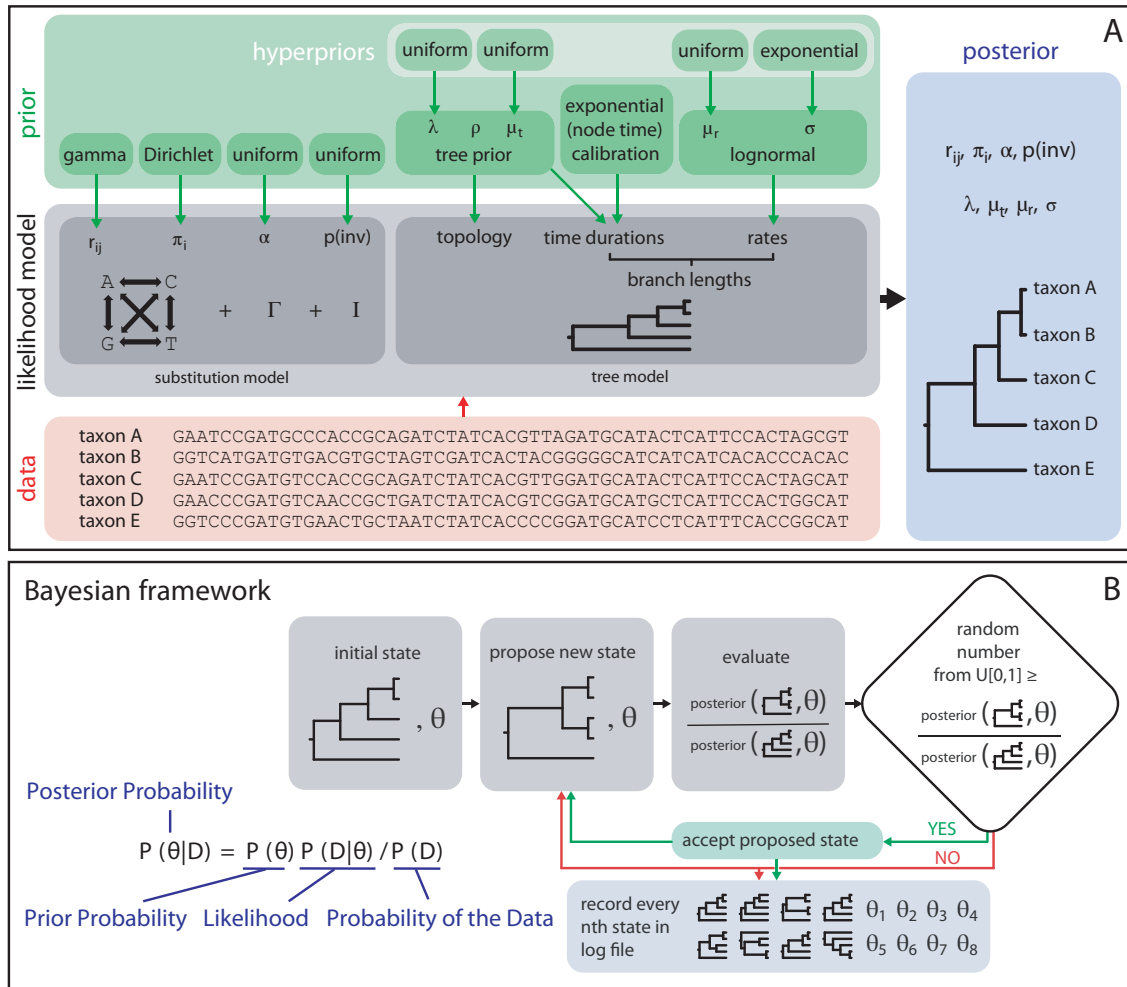 A
hyperpriors
uniform
uniform
uniform
exponential
posterior
prior
λ ρ μt
tree prior
exponential
(node time)
calibration
μr σ
lognormal
gamma
Dirichlet
uniform
uniform
rij, πi, α, p(inv)
λ, μt, μr, σ
likelihood model
rij πi α p(inv)
topology
time durations
rates
branch lengths
A C
G T
+ Γ + I
substitution model
tree model
taxon A
taxon B
taxon C
taxon D
taxon E
data
taxon A GAATCCGATGCCCACCGCAGATCTATCACGTTAGATGCATACTCATTCCACTAGCGT
taxon B GGTCATGATGTGACGTGCTAGTCGATCACTACGGGGGCATCATCATCACACCCACAC
taxon C GAATCCGATGTCCACCGCAGATCTATCACGTTGGATGCATACTCATTCCACTAGCAT
taxon D GAACCCGATGTCAACCGCTGATCTATCACGTCGGATGCATGCTCATTCCACTGGCAT
taxon E GGTCCCGATGTGAACTGCTAATCTATCACCCCGGATGCATCCTCATTTCACCGGCAT
Bayesian framework
B
initial state
, θ
propose new state
, θ
evaluate
posterior ( , θ)
posterior ( , θ)
random
number
from U[0,1] ≥
posterior ( , θ)
posterior ( , θ)
YES
accept proposed state
NO
Posterior Probability
P (θ|D) = P (θ) P (D|θ) / P (D)
Prior Probability
Likelihood
Probability of the Data
record every
nth state in
log file
θ1 θ2 θ3 θ4
θ5 θ6 θ7 θ8